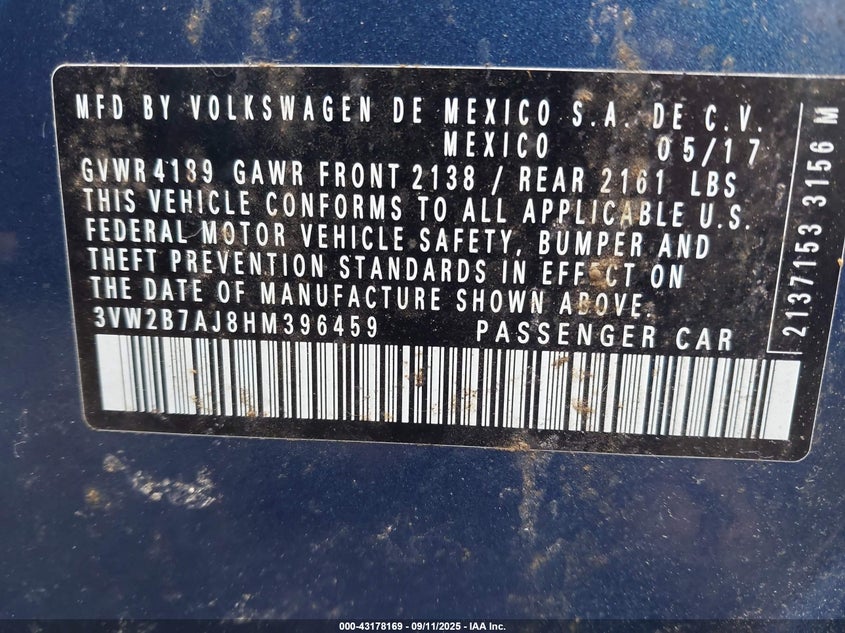 MFD BY VOLKSWAGEN DE MEXICO S.A. DE C.V.
MEXICO 05/17
GVWR 4189 GAWR FRONT 2138 / REAR 2161 LBS
THIS VEHICLE CONFORMS TO ALL APPLICABLE U.S.
FEDERAL MOTOR VEHICLE SAFETY, BUMPER AND
THEFT PREVENTION STANDARDS IN EFFECT ON
THE DATE OF MANUFACTURE SHOWN ABOVE.
3VW2B7AJ8HM396459 PASSENGER CAR
2137153 3156 M
000-43178169 - 09/11/2025 - IAA Inc.